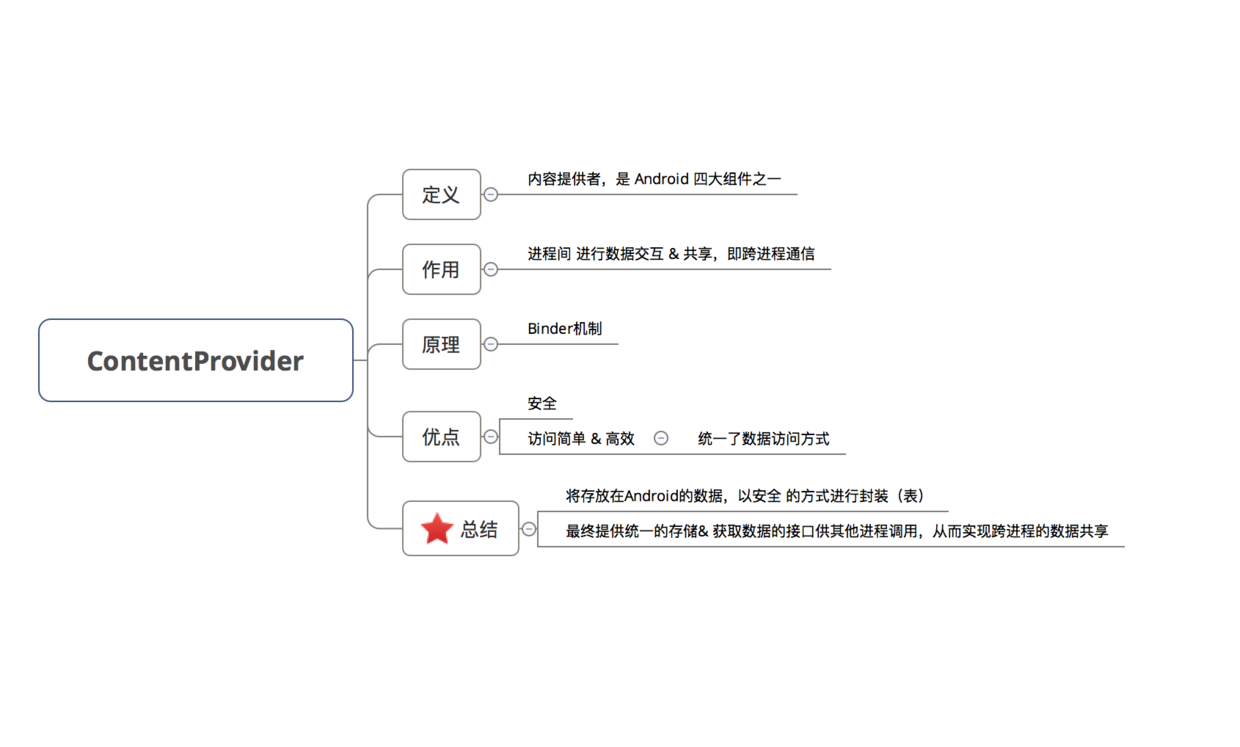 ContentProvider
定义
内容提供者，是 Android 四大组件之一
作用
进程间 进行数据交互 & 共享，即跨进程通信
原理
Binder机制
优点
安全
访问简单 & 高效
统一了数据访问方式
总结
将存放在Android的数据，以安全 的方式进行封装（表）
最终提供统一的存储& 获取数据的接口供其他进程调用，从而实现跨进程的数据共享